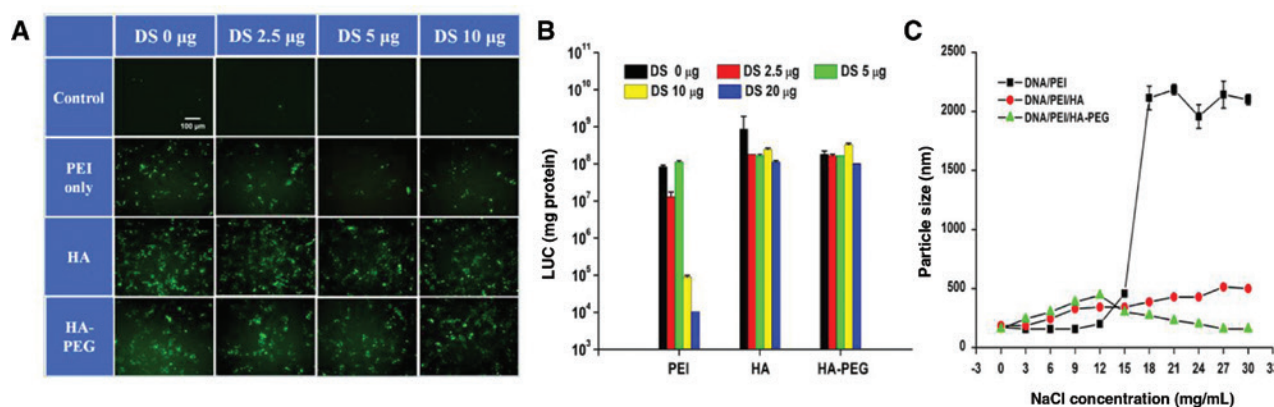 A
DS 0 µg DS 2.5 µg DS 5 µg DS 10 µg
Control
100 µm
PEI
only
HA
HA-
PEG
B
LUC (mg protein)
10¹¹
10¹⁰
10⁹
10⁸
10⁷
10⁶
10⁵
10⁴
10³
DS 0 µg DS 2.5 µg DS 5 µg
DS 10 µg DS 20 µg
PEI HA HA-PEG
C
Particle size (nm)
2500
2000
1500
1000
500
0
DNA/PEI
DNA/PEI/HA
DNA/PEI/HA-PEG
-3 0 3 6 9 12 15 18 21 24 27 30 33
NaCl concentration (mg/mL)